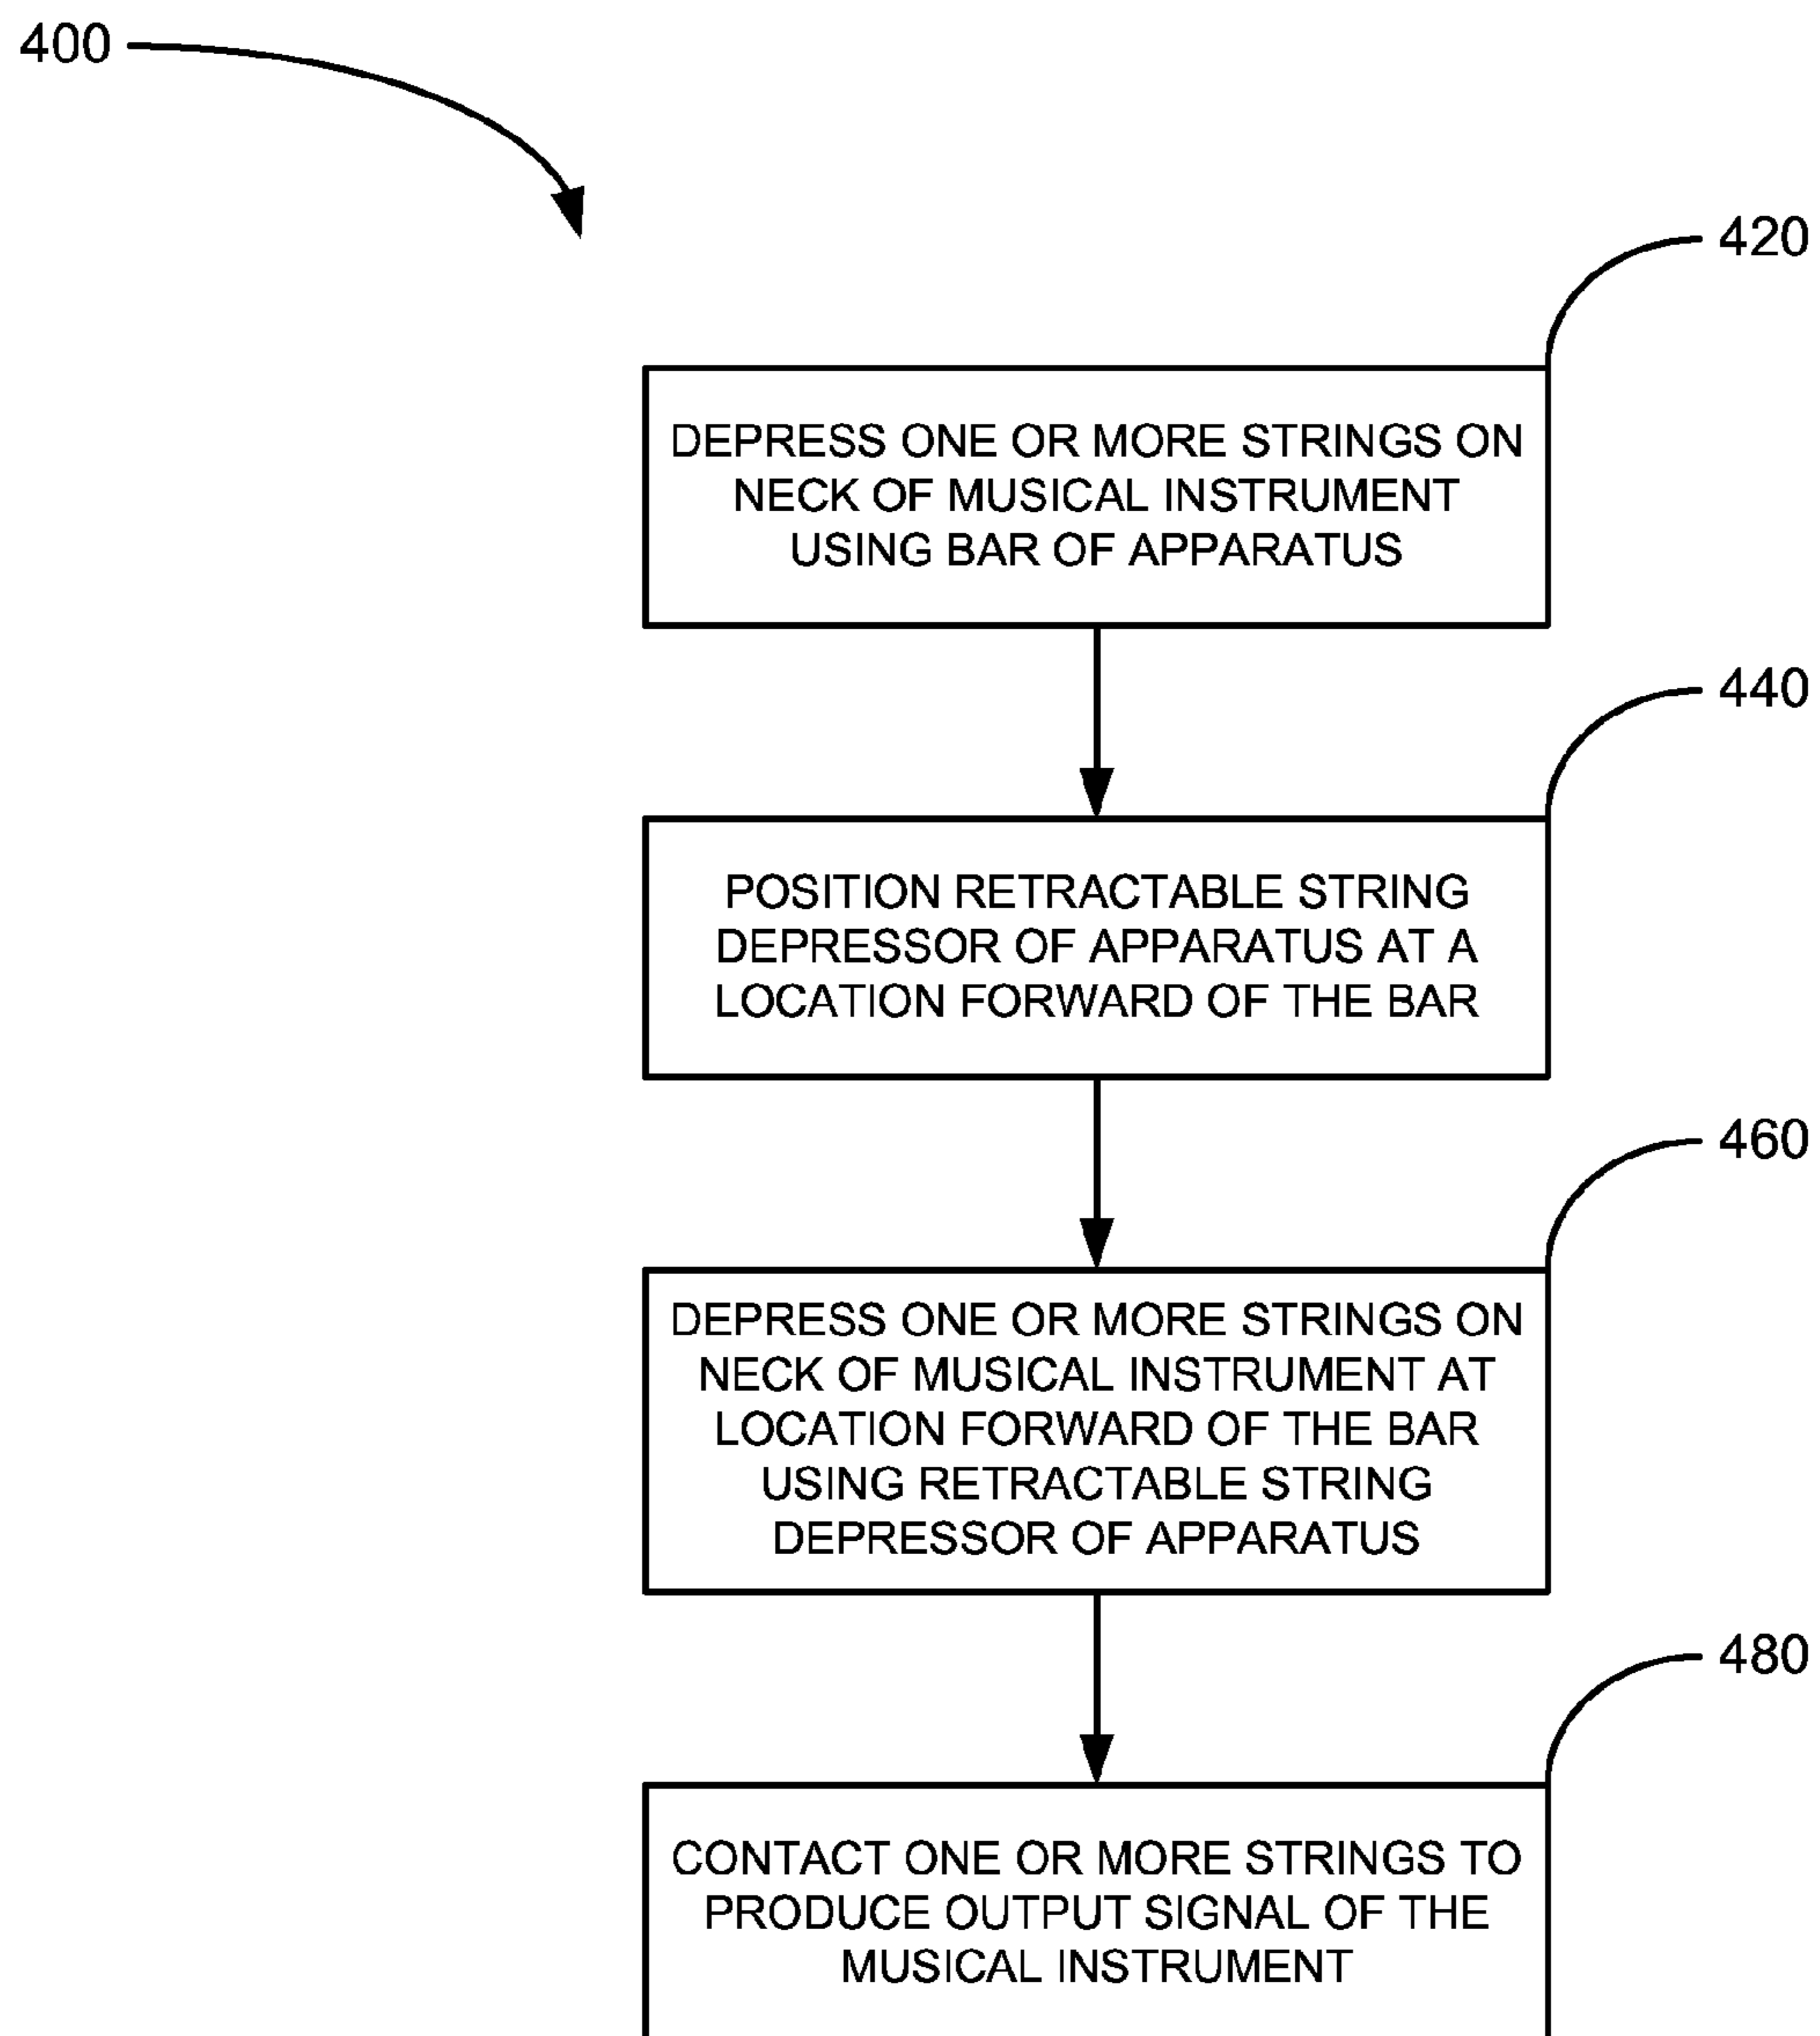 400
420
DEPRESS ONE OR MORE STRINGS ON
NECK OF MUSICAL INSTRUMENT
USING BAR OF APPARATUS
440
POSITION RETRACTABLE STRING
DEPRESSOR OF APPARATUS AT A
LOCATION FORWARD OF THE BAR
460
DEPRESS ONE OR MORE STRINGS ON
NECK OF MUSICAL INSTRUMENT AT
LOCATION FORWARD OF THE BAR
USING RETRACTABLE STRING
DEPRESSOR OF APPARATUS
480
CONTACT ONE OR MORE STRINGS TO
PRODUCE OUTPUT SIGNAL OF THE
MUSICAL INSTRUMENT